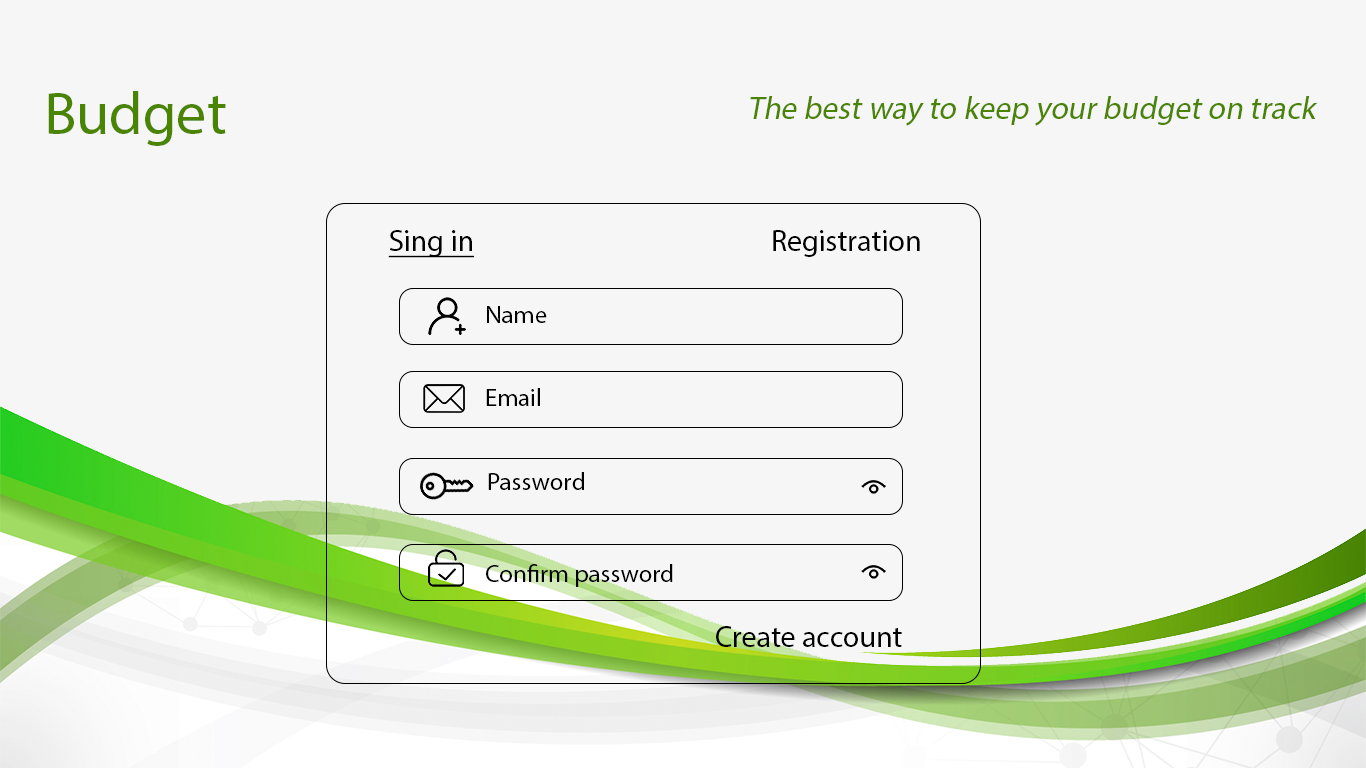 Budget
The best way to keep your budget on track
Sing in
Registration
Name
Email
Password
Confirm password
Create account